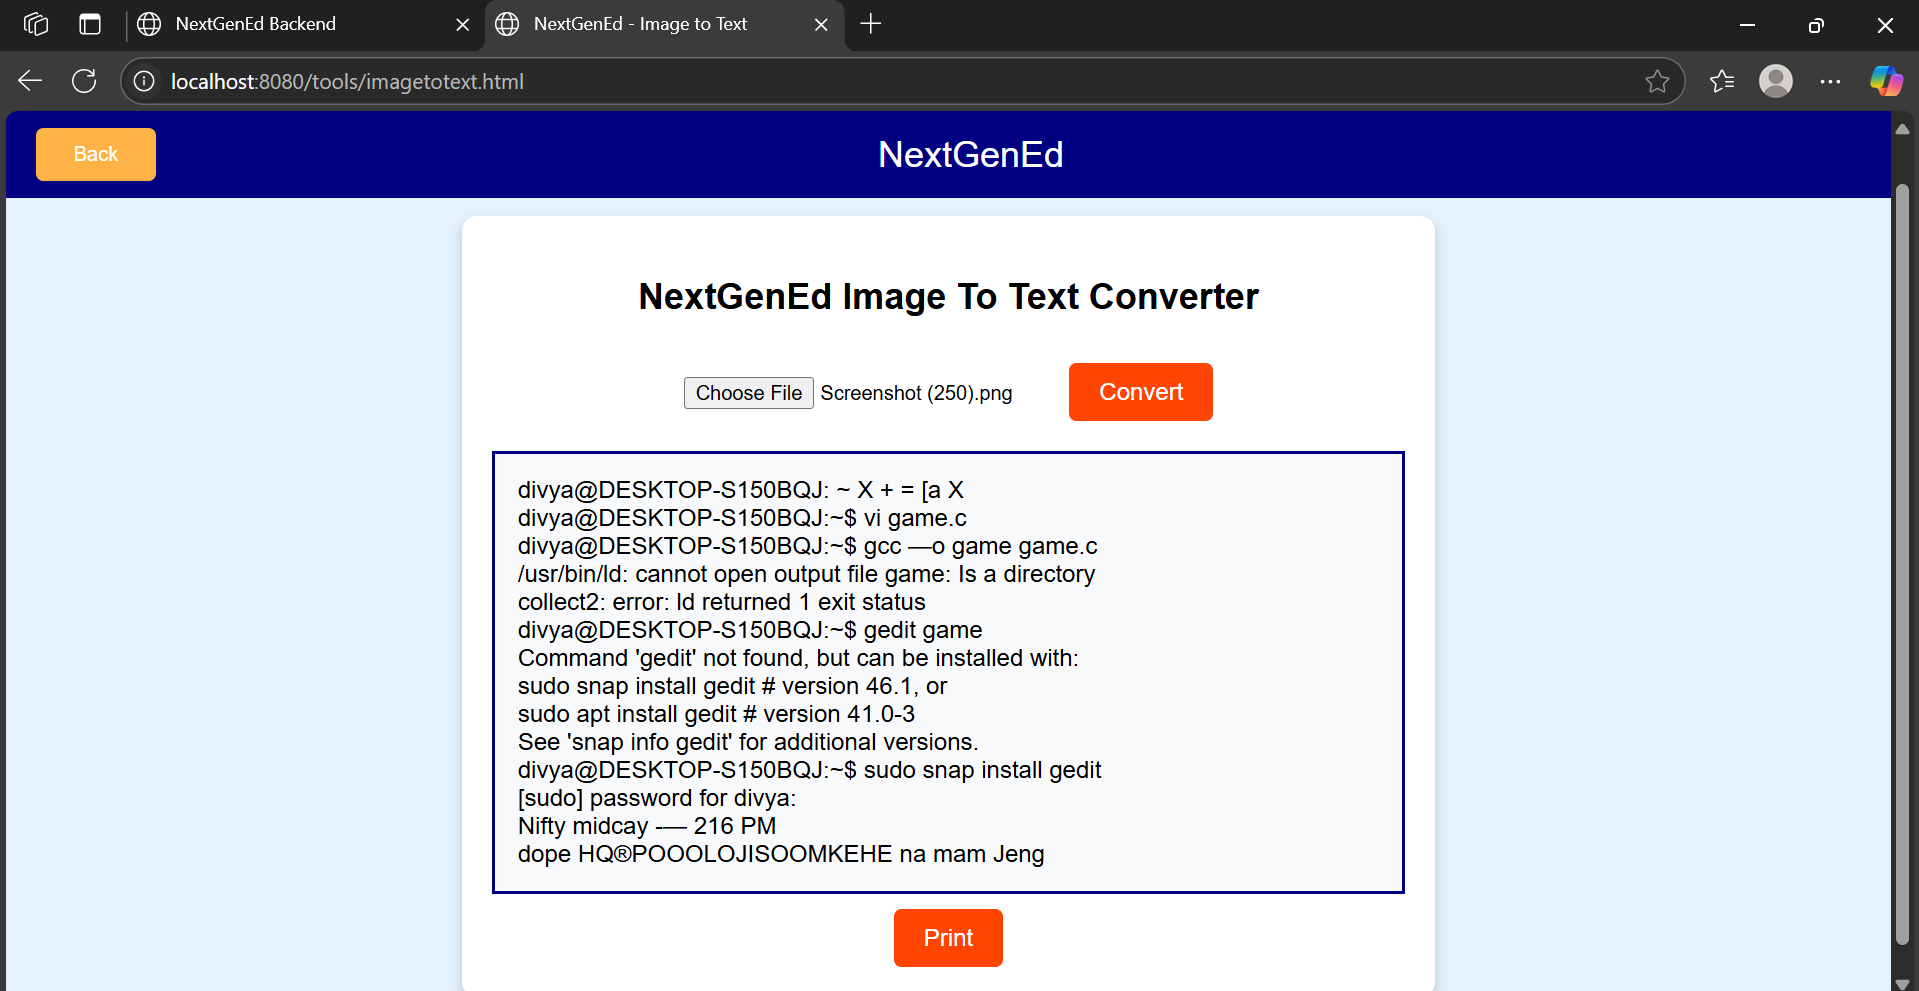 NextGenEd Backend
NextGenEd - Image to Text
localhost:8080/tools/imagetotext.html
Back
NextGenEd
NextGenEd Image To Text Converter
Choose File Screenshot (250).png
Convert
divya@DESKTOP-S150BQJ: ~ X + = [a X
divya@DESKTOP-S150BQJ:~$ vi game.c
divya@DESKTOP-S150BQJ:~$ gcc —o game game.c
/usr/bin/ld: cannot open output file game: Is a directory
collect2: error: ld returned 1 exit status
divya@DESKTOP-S150BQJ:~$ gedit game
Command 'gedit' not found, but can be installed with:
sudo snap install gedit # version 46.1, or
sudo apt install gedit # version 41.0-3
See 'snap info gedit' for additional versions.
divya@DESKTOP-S150BQJ:~$ sudo snap install gedit
[sudo] password for divya:
Nifty midcay -— 216 PM
dope HQ®POOOLOJISOOMKEHE na mam Jeng
Print